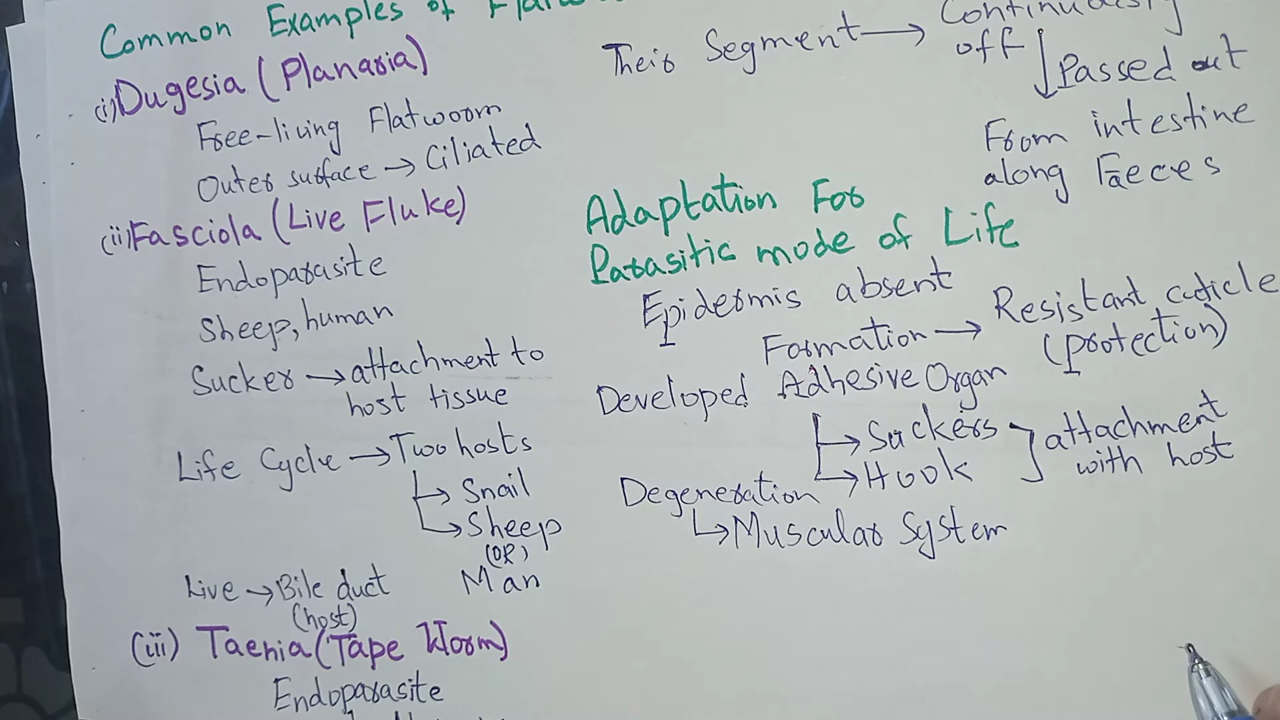 Common Examples of
(i) Dugesia (Planaria)
Free-living Flatworm
Outer surface → Ciliated
(ii) Fasciola (Live Fluke)
Endoparasite
Sheep, human
Sucker → attachment to
host tissue
Life Cycle → Two hosts
↳ Snail
↳ Sheep
(OR)
Man
Live → Bile duct
(host)
(iii) Taenia (Tape Worm)
Endoparasite
Their Segment → Continuously
off ↓ Passed out
From intestine
along Faeces
Adaptation For
Parasitic mode of Life
Epidermis absent
Formation → Resistant cuticle
(protection)
Developed Adhesive Organ
↳ Suckers
↳ Hook
attachment
with host
Degeneration
↳ Muscular System